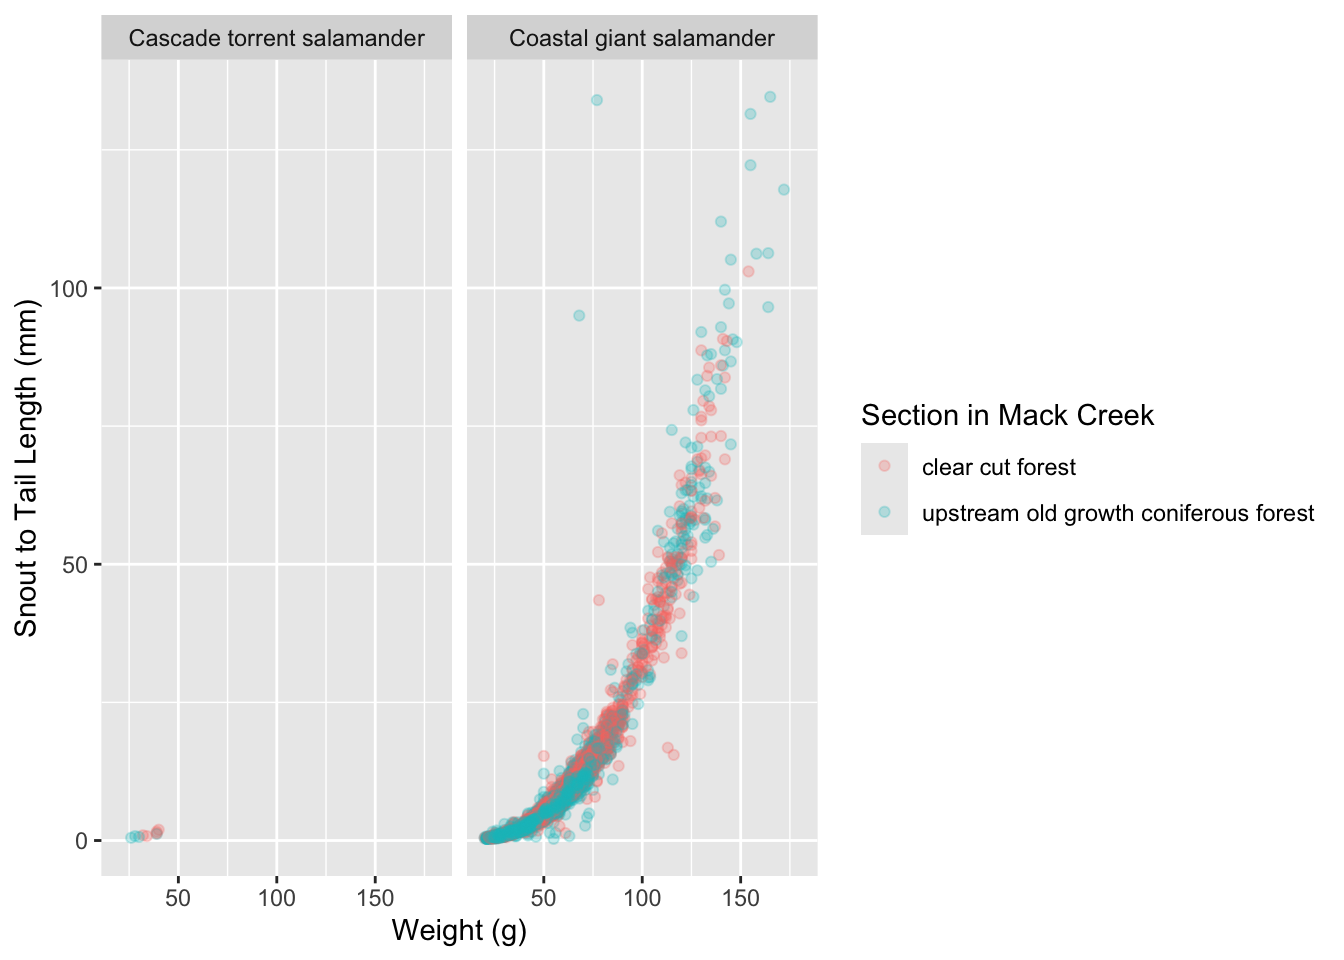 Cascade torrent salamander
Coastal giant salamander
100
50
0
Snout to Tail Length (mm)
50 100 150
50 100 150
Weight (g)
Section in Mack Creek
clear cut forest
upstream old growth coniferous forest